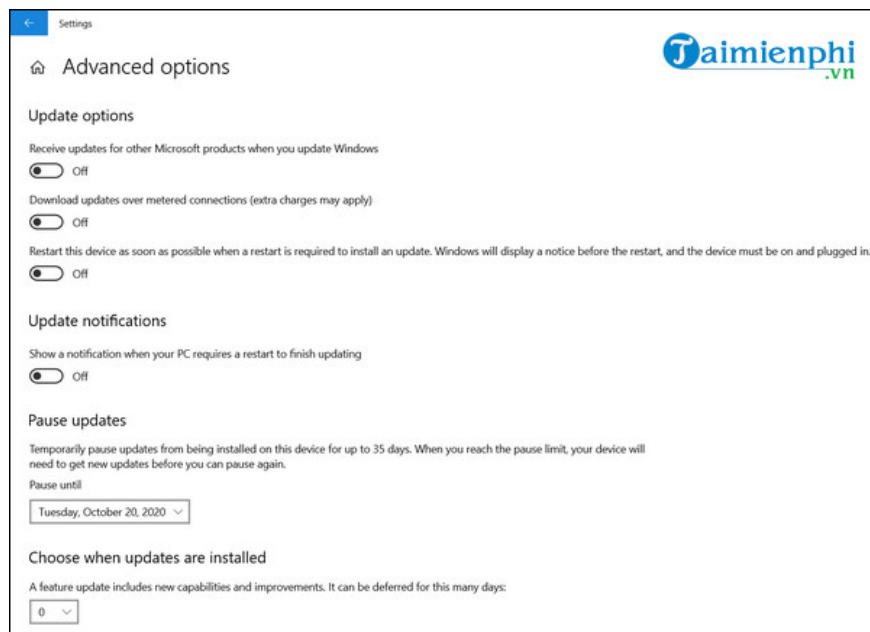 Settings
Taimienphi
.vn
Advanced options
Update options
Receive updates for other Microsoft products when you update Windows
Off
Download updates over metered connections (extra charges may apply)
Off
Restart this device as soon as possible when a restart is required to install an update. Windows will display a notice before the restart, and the device must be on and plugged in.
Off
Update notifications
Show a notification when your PC requires a restart to finish updating
Off
Pause updates
Temporarily pause updates from being installed on this device for up to 35 days. When you reach the pause limit, your device will
need to get new updates before you can pause again.
Pause until
Tuesday, October 20, 2020
Choose when updates are installed
A feature update includes new capabilities and improvements. It can be deferred for this many days:
0